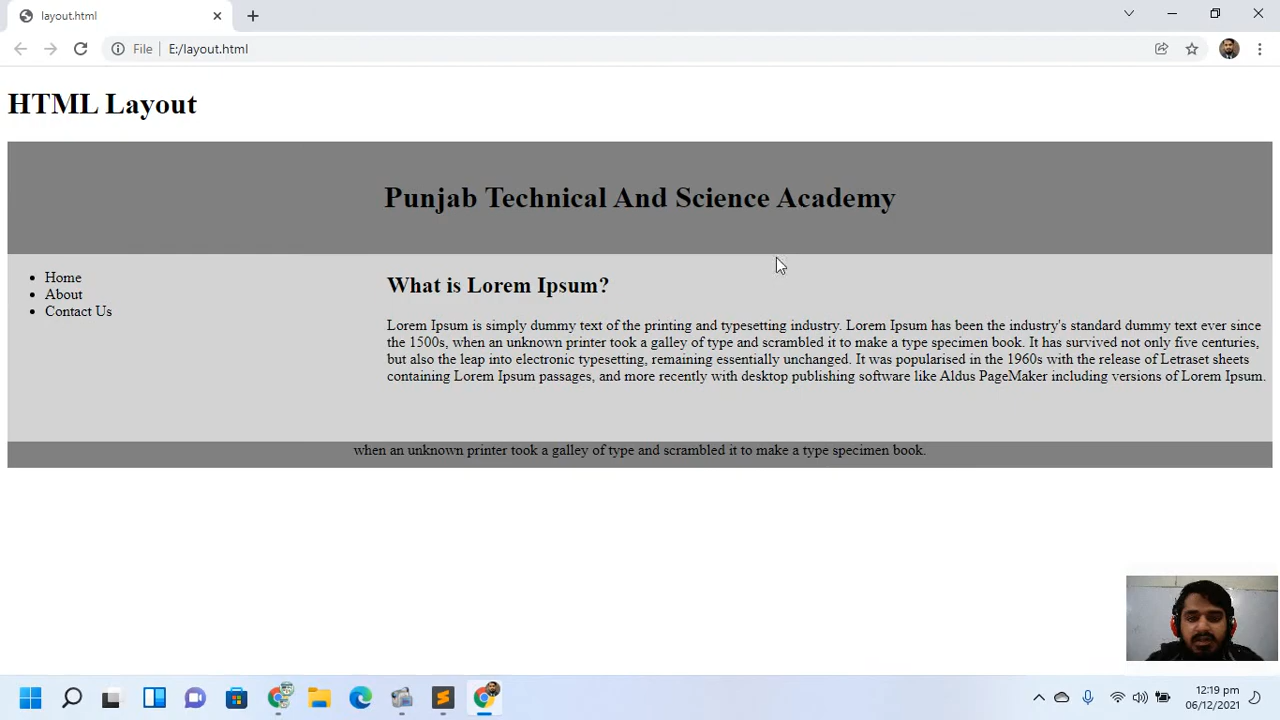 layout.html
File
E:/layout.html
HTML Layout
Punjab Technical And Science Academy
Home
About
Contact Us
What is Lorem Ipsum?
Lorem Ipsum is simply dummy text of the printing and typesetting industry. Lorem Ipsum has been the industry's standard dummy text ever since
the 1500s, when an unknown printer took a galley of type and scrambled it to make a type specimen book. It has survived not only five centuries,
but also the leap into electronic typesetting, remaining essentially unchanged. It was popularised in the 1960s with the release of Letraset sheets
containing Lorem Ipsum passages, and more recently with desktop publishing software like Aldus PageMaker including versions of Lorem Ipsum.
when an unknown printer took a galley of type and scrambled it to make a type specimen book.
12:19 pm
06/12/2021